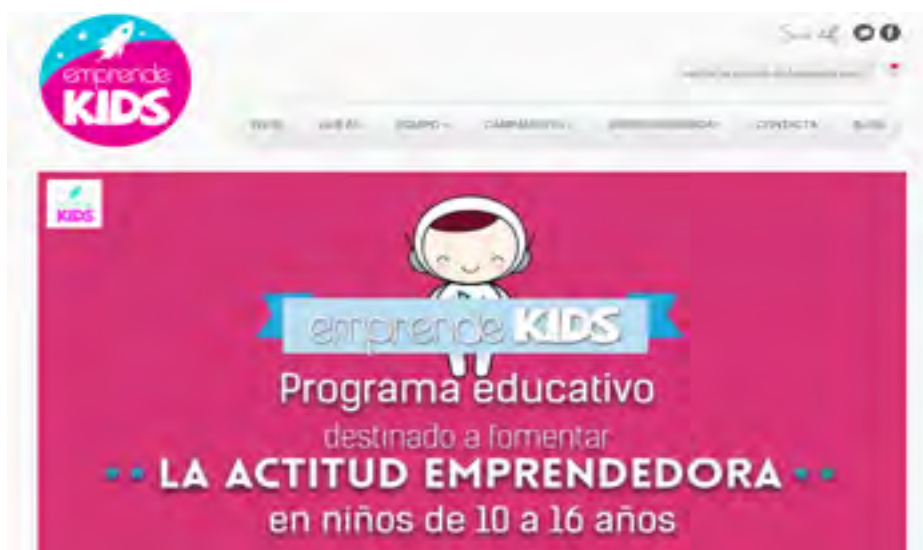 emprende
KIDS
EQUIPO CONTACTA BLOG
KIDS
emprende KIDS
Programa educativo
destinado a fomentar
LA ACTITUD EMPRENDEDORA
en niños de 10 a 16 años